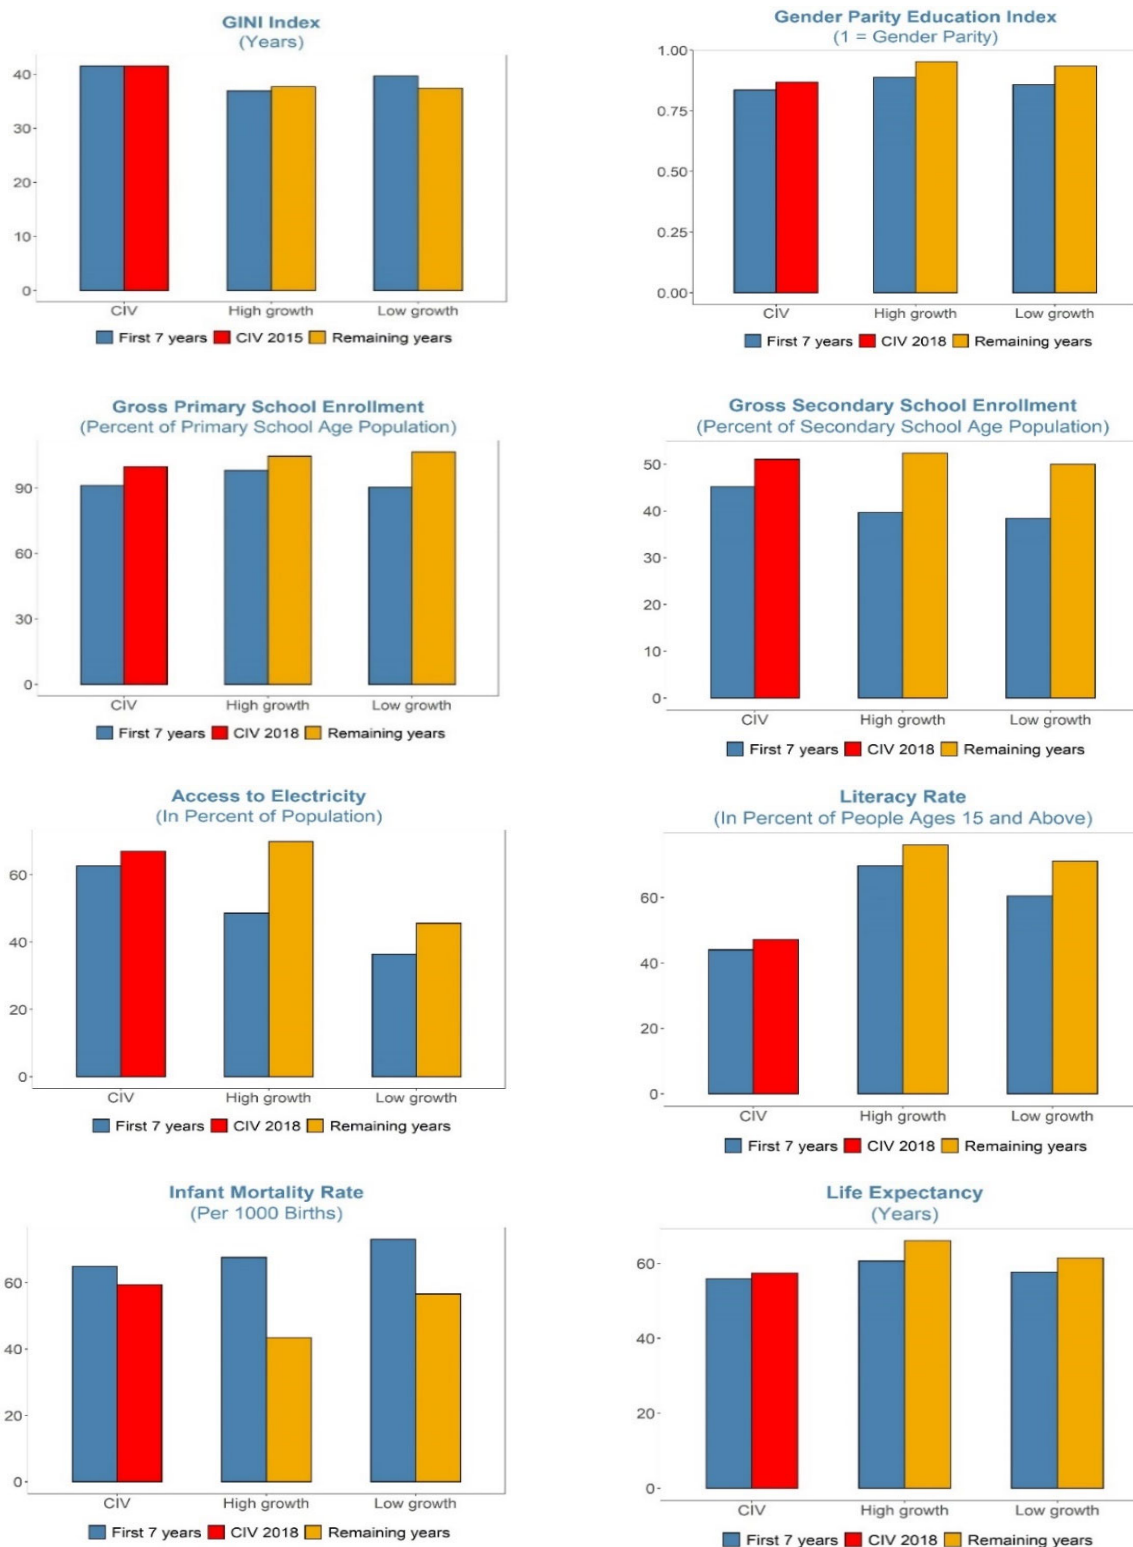 GINI Index
(Years)
40
30
20
10
0
CIV High growth Low growth
First 7 years CIV 2015 Remaining years
Gender Parity Education Index
(1 = Gender Parity)
1.00
0.75
0.50
0.25
0.00
CIV High growth Low growth
First 7 years CIV 2018 Remaining years
Gross Primary School Enrollment
(Percent of Primary School Age Population)
90
60
30
0
CIV High growth Low growth
First 7 years CIV 2018 Remaining years
Gross Secondary School Enrollment
(Percent of Secondary School Age Population)
50
40
30
20
10
0
CIV High growth Low growth
First 7 years CIV 2018 Remaining years
Access to Electricity
(In Percent of Population)
60
40
20
0
CIV High growth Low growth
First 7 years CIV 2018 Remaining years
Literacy Rate
(In Percent of People Ages 15 and Above)
60
40
20
0
CIV High growth Low growth
First 7 years CIV 2018 Remaining years
Infant Mortality Rate
(Per 1000 Births)
60
40
20
0
CIV High growth Low growth
First 7 years CIV 2018 Remaining years
Life Expectancy
(Years)
60
40
20
0
CIV High growth Low growth
First 7 years CIV 2018 Remaining years